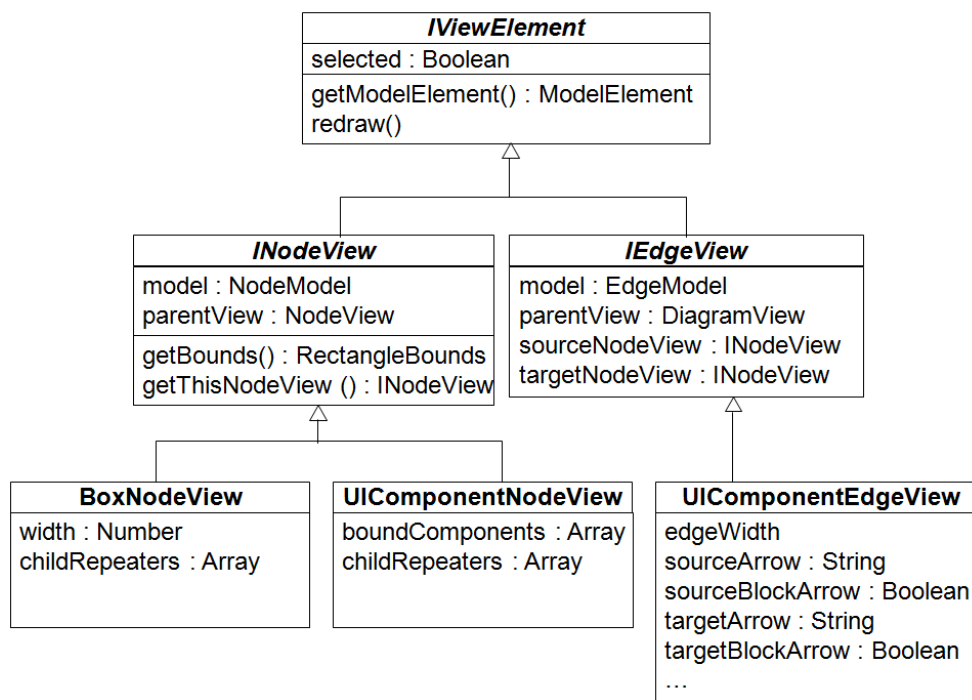 IViewElement
selected : Boolean
getModelElement() : ModelElement
redraw()
INodeView
model : NodeModel
parentView : NodeView
getBounds() : RectangleBounds
getThisNodeView () : INodeView
IEdgeView
model : EdgeModel
parentView : DiagramView
sourceNodeView : INodeView
targetNodeView : INodeView
BoxNodeView
width : Number
childRepeaters : Array
UIComponentNodeView
boundComponents : Array
childRepeaters : Array
UIComponentEdgeView
edgeWidth
sourceArrow : String
sourceBlockArrow : Boolean
targetArrow : String
targetBlockArrow : Boolean
...